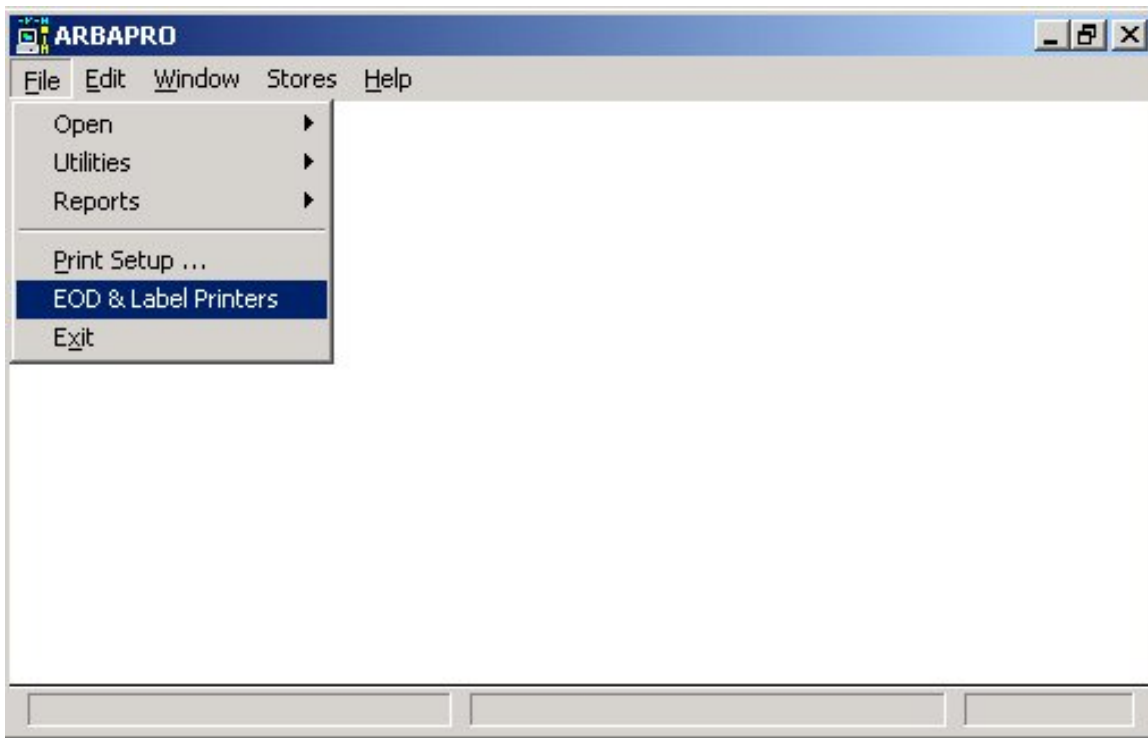 ARBAPRO
File Edit Window Stores Help
Open
Utilities
Reports
Print Setup ...
EOD & Label Printers
Exit